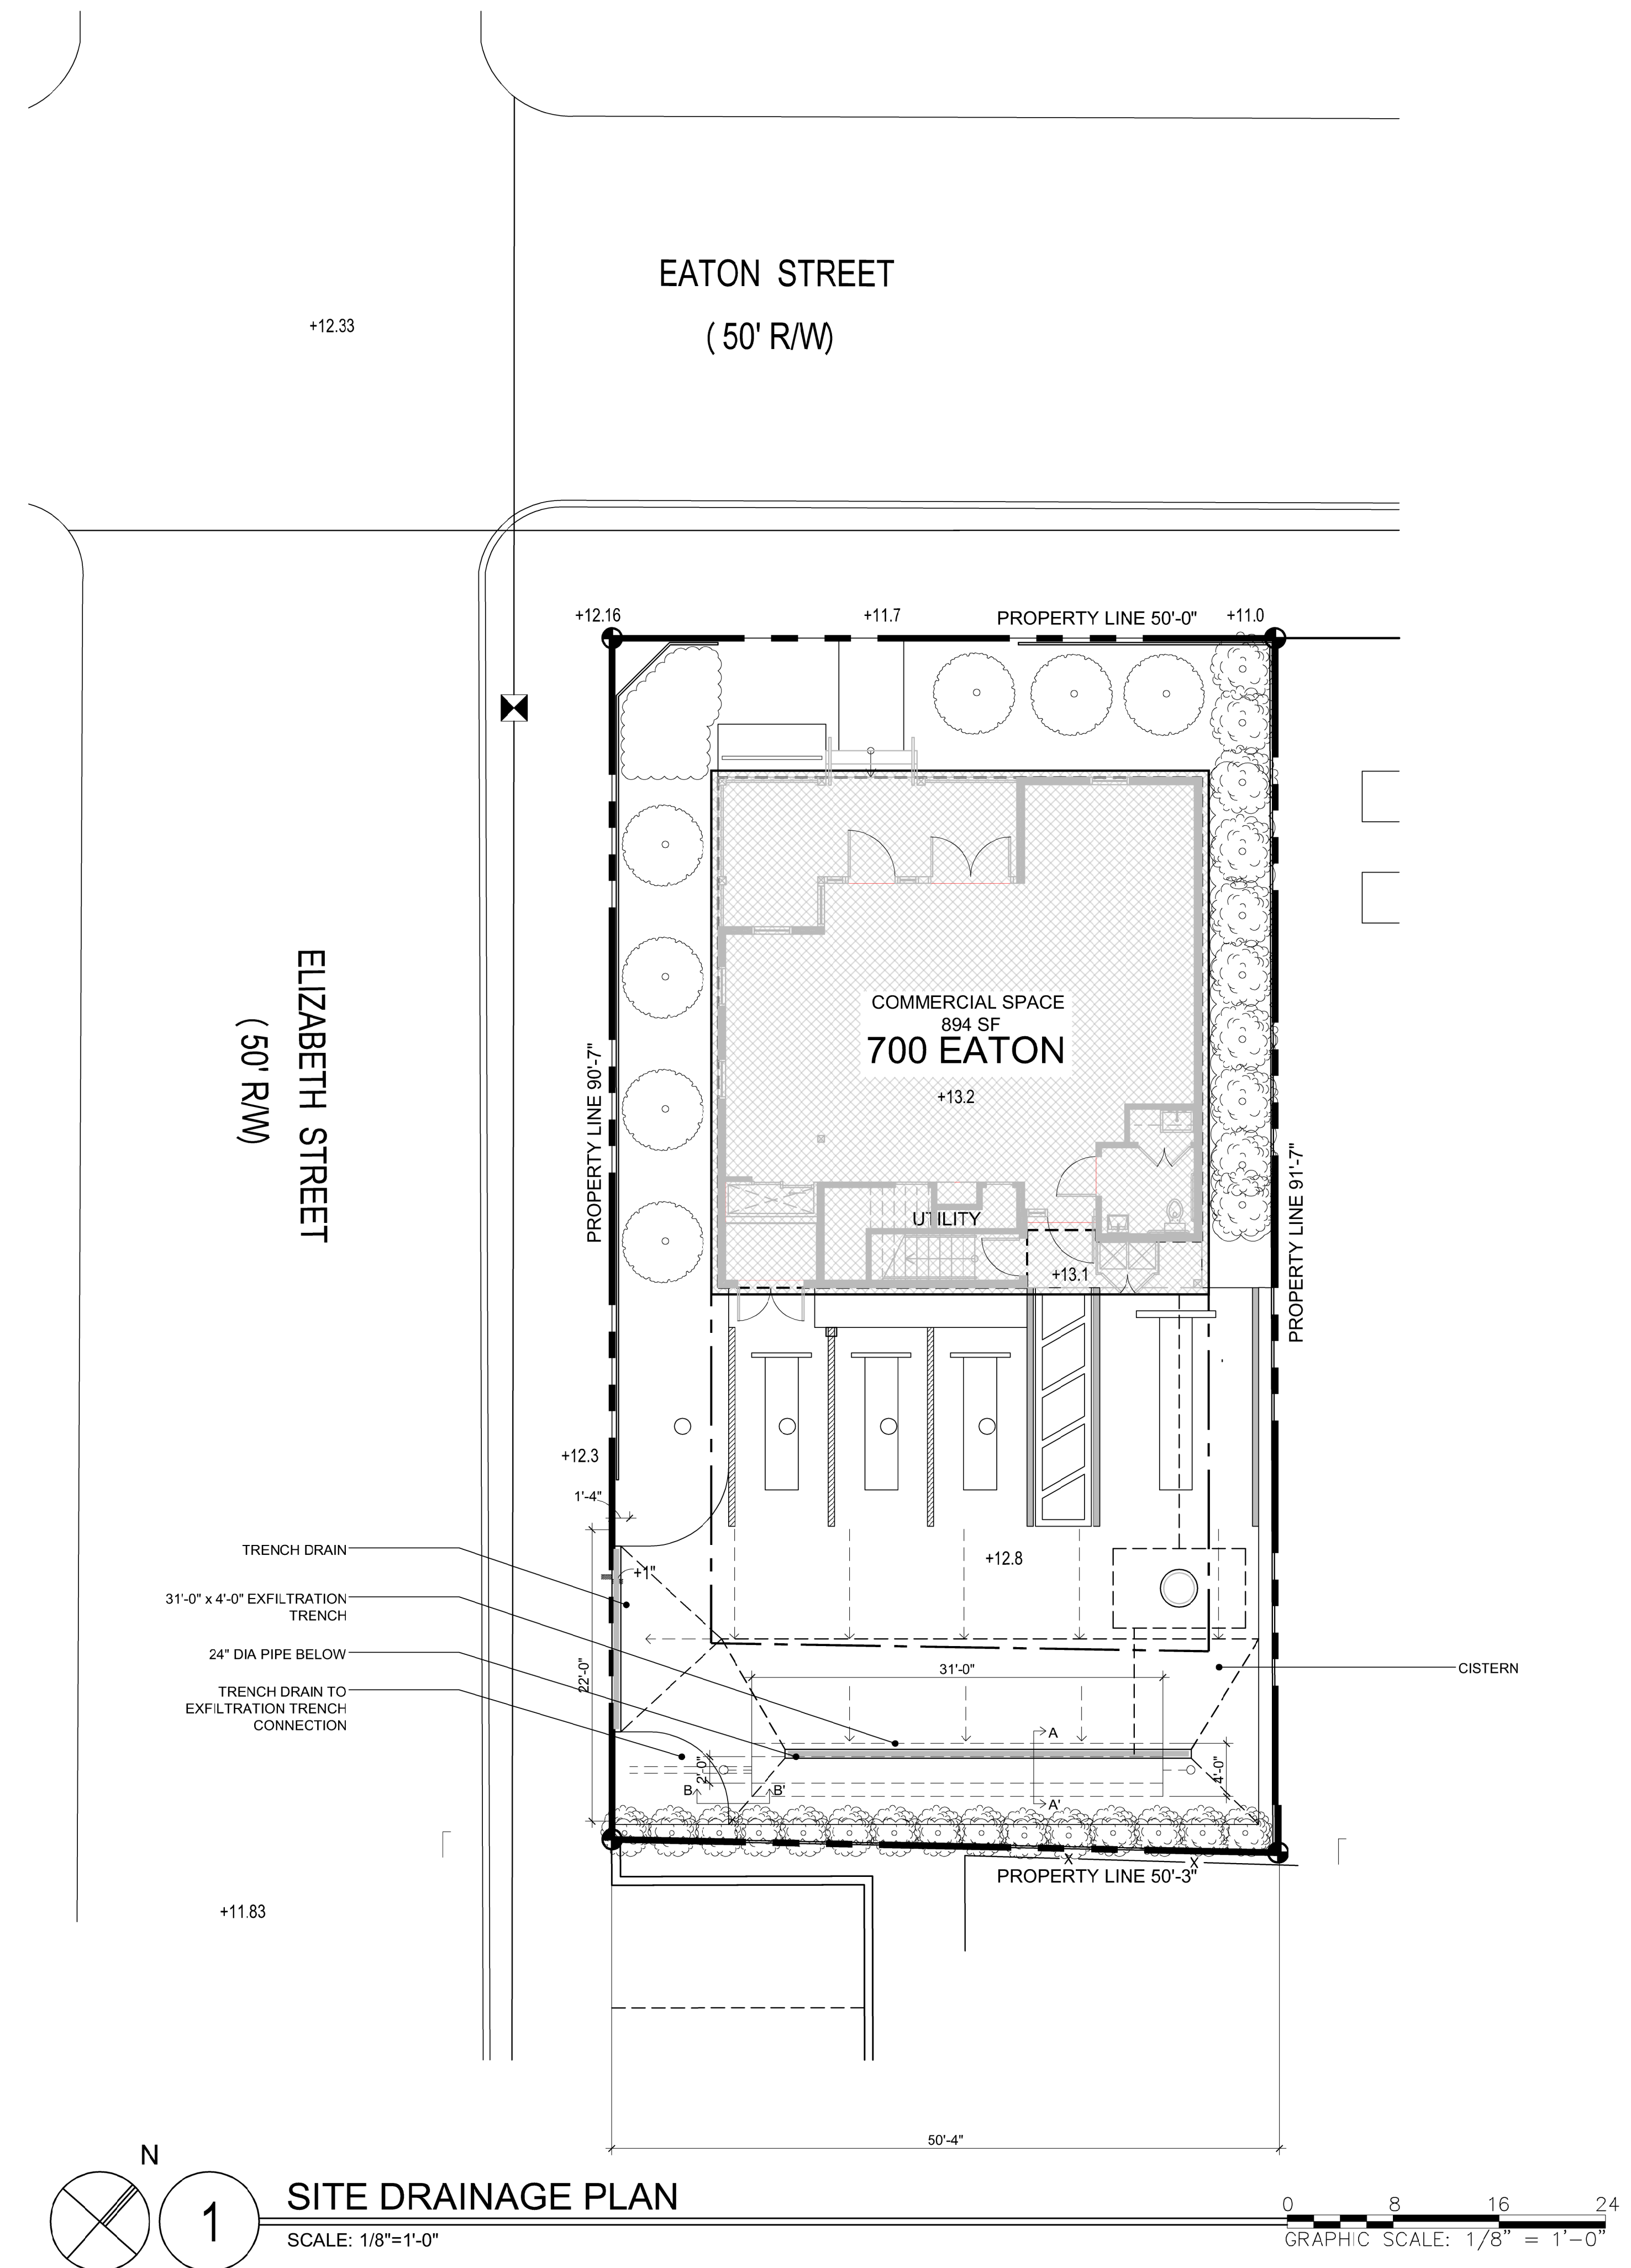 EATON STREET
( 50' R/W)
+12.33
+12.16
+11.7
PROPERTY LINE 50'-0"
+11.0
ELIZABETH STREET
( 50' R/W)
PROPERTY LINE 90'-7"
COMMERCIAL SPACE
894 SF
700 EATON
+13.2
PROPERTY LINE 91'-7"
UTILITY
+13.1
+12.3
1'-4"
TRENCH DRAIN
+12.8
+1"
31'-0" x 4'-0" EXFILTRATION
TRENCH
24" DIA PIPE BELOW
22'-0"
31'-0"
CISTERN
TRENCH DRAIN TO
EXFILTRATION TRENCH
CONNECTION
A
2'-0"
4'-0"
B
B'
A'
X
X
PROPERTY LINE 50'-3"
+11.83
50'-4"
N
1
SITE DRAINAGE PLAN
SCALE: 1/8"=1'-0"
0 8 16 24
GRAPHIC SCALE: 1/8" = 1'-0"